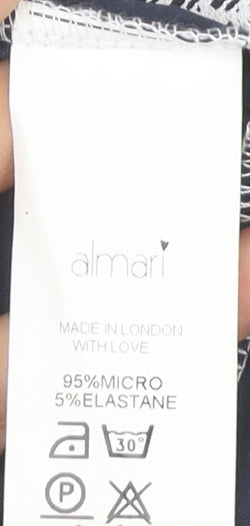 almari
MADE IN LONDON
WITH LOVE
95%MICRO
5%ELASTANE
30°
P